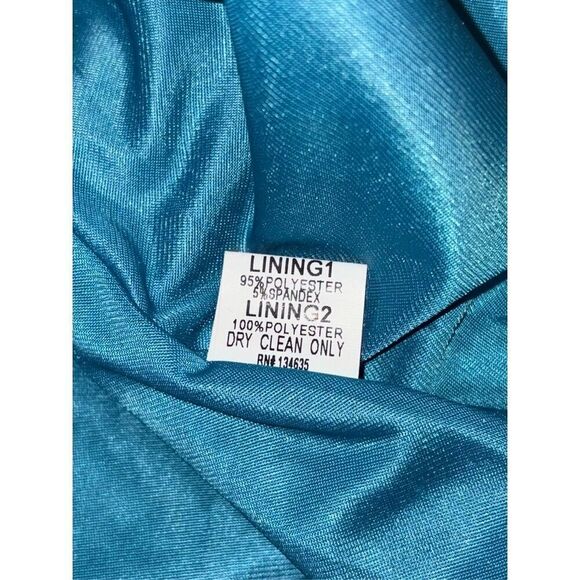 LINING1
95%POLYESTER
5%SPANDEX
LINING2
100%POLYESTER
DRY CLEAN ONLY
RN# 134635